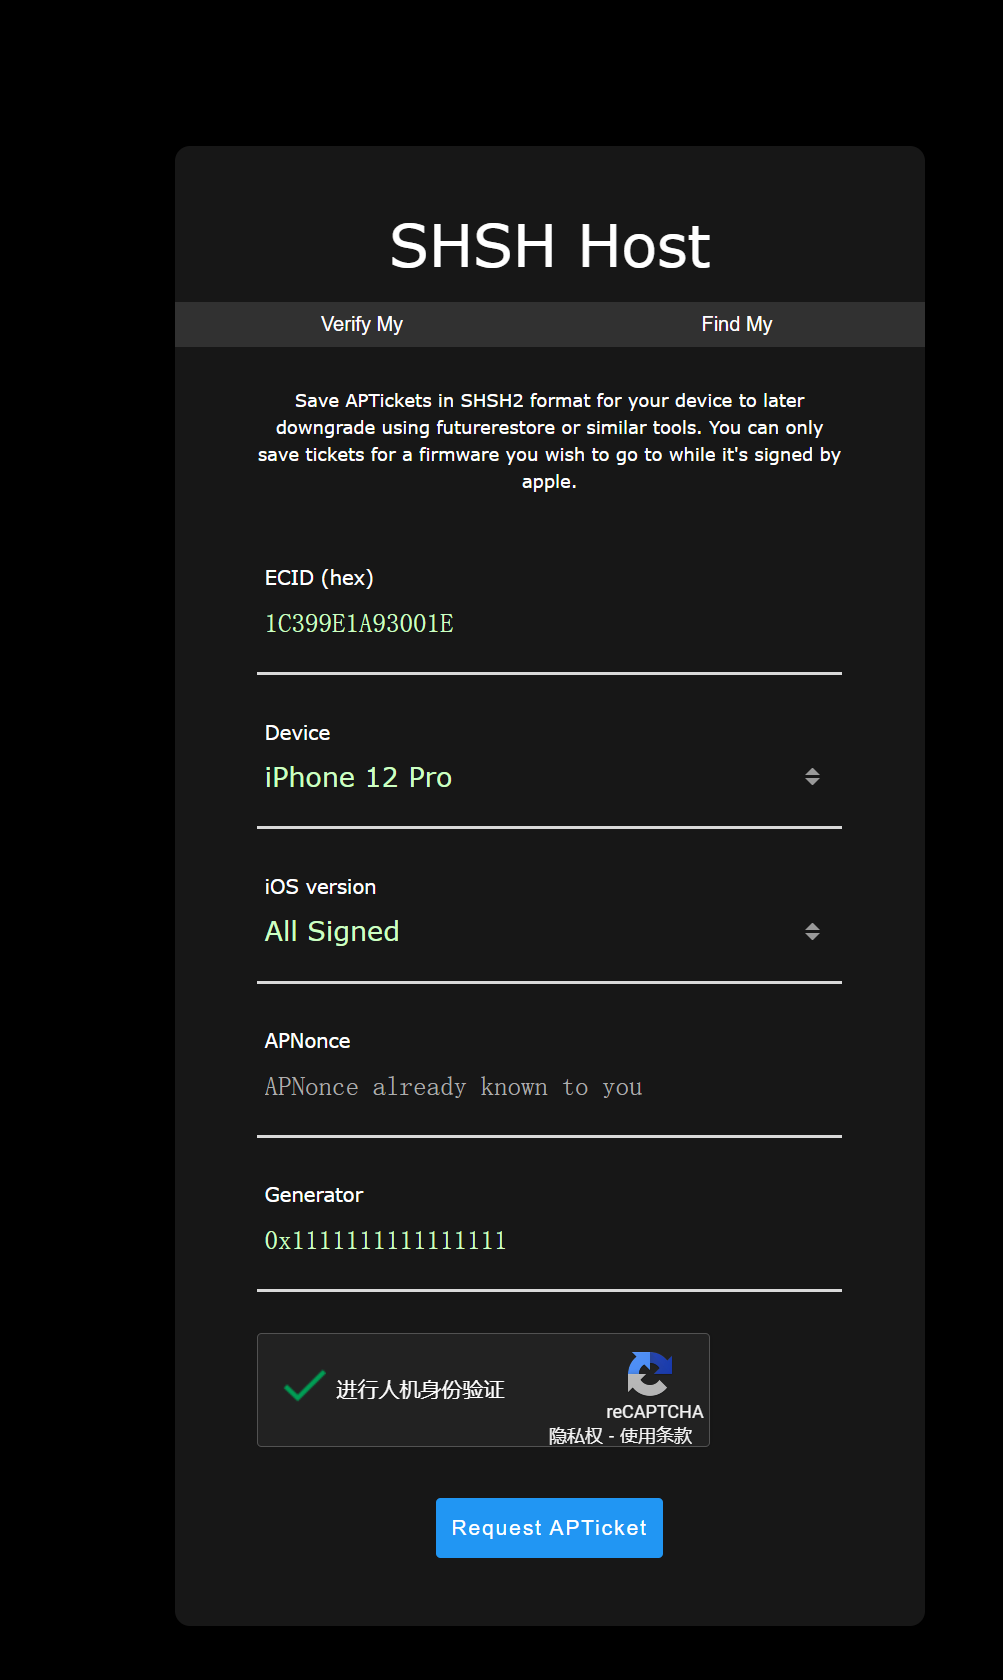 SHSH Host
Verify My
Find My
Save APTickets in SHSH2 format for your device to later
downgrade using futurerestore or similar tools. You can only
save tickets for a firmware you wish to go to while it's signed by
apple.
ECID (hex)
1C399E1A93001E
Device
iPhone 12 Pro
iOS version
All Signed
APNonce
APNonce already known to you
Generator
0x1111111111111111
进行人机身份验证
reCAPTCHA
隐私权 - 使用条款
Request APTicket